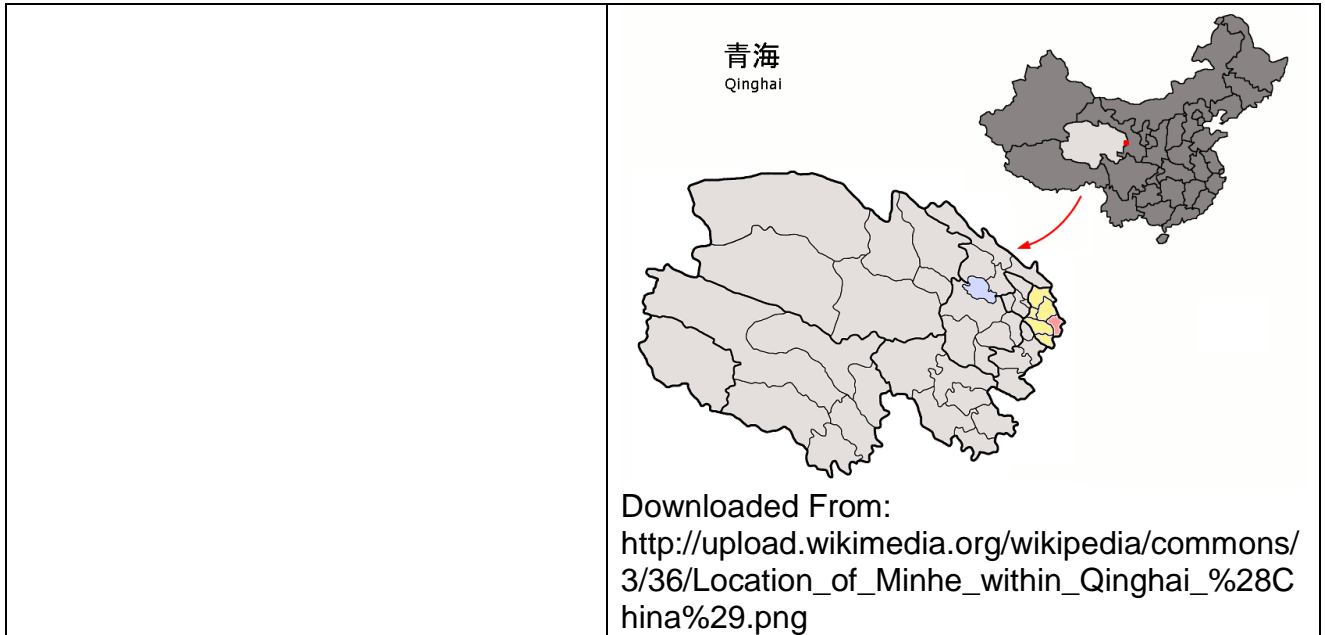 青海
Qinghai
Downloaded From:
http://upload.wikimedia.org/wikipedia/commons/
3/36/Location_of_Minhe_within_Qinghai_%28C
hina%29.png